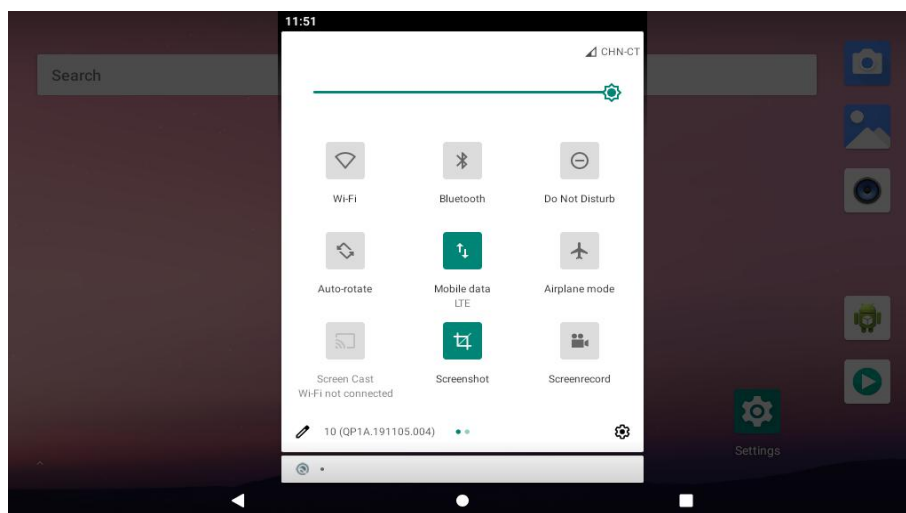 11:51
CHN-CT
Search
Wi-Fi
Bluetooth
Do Not Disturb
Auto-rotate
Mobile data
LTE
Airplane mode
Screen Cast
Wi-Fi not connected
Screenshot
Screenrecord
10 (QP1A.191105.004)
Settings